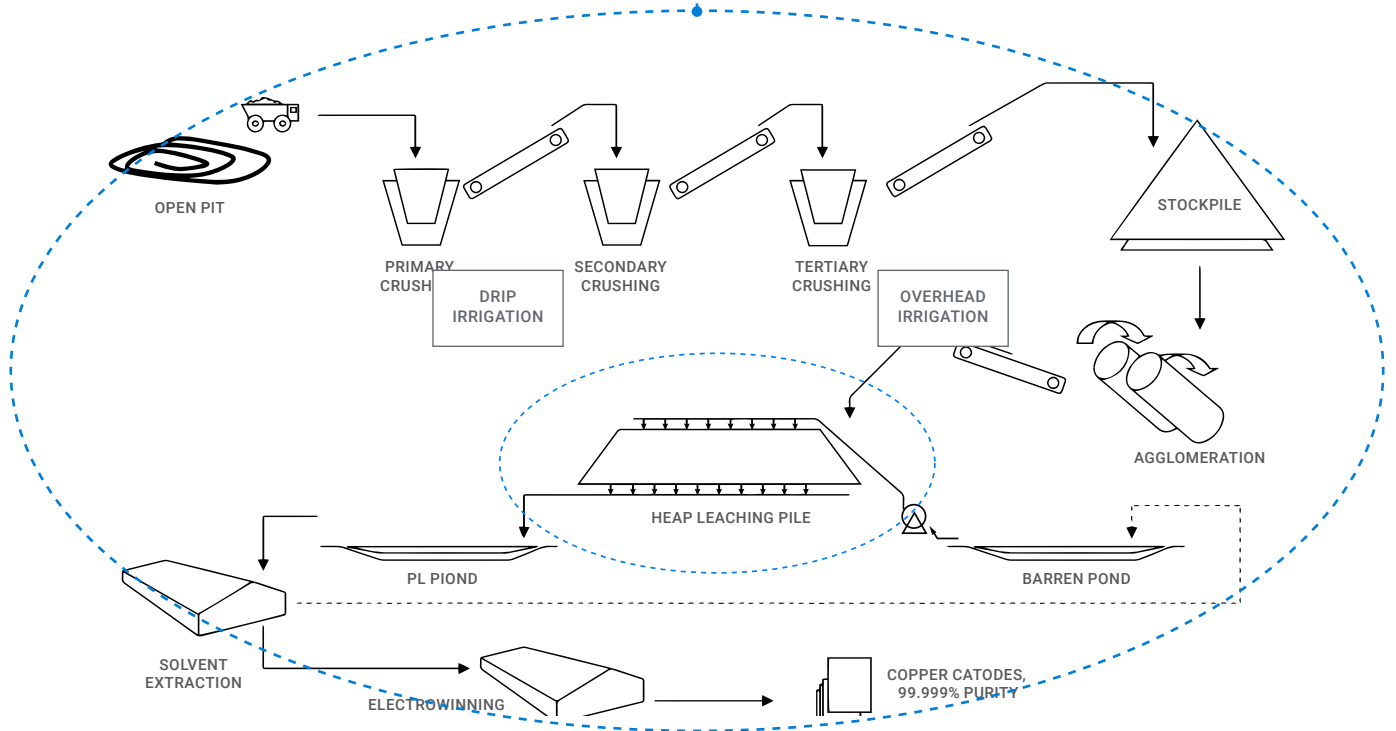 OPEN PIT
STOCKPILE
PRIMARY
CRUSH
SECONDARY
CRUSHING
TERTIARY
CRUSHING
DRIP
IRRIGATION
OVERHEAD
IRRIGATION
AGGLOMERATION
HEAP LEACHING PILE
PL PIOND
BARREN POND
SOLVENT
EXTRACTION
ELECTROWINNING
COPPER CATODES,
99.999% PURITY